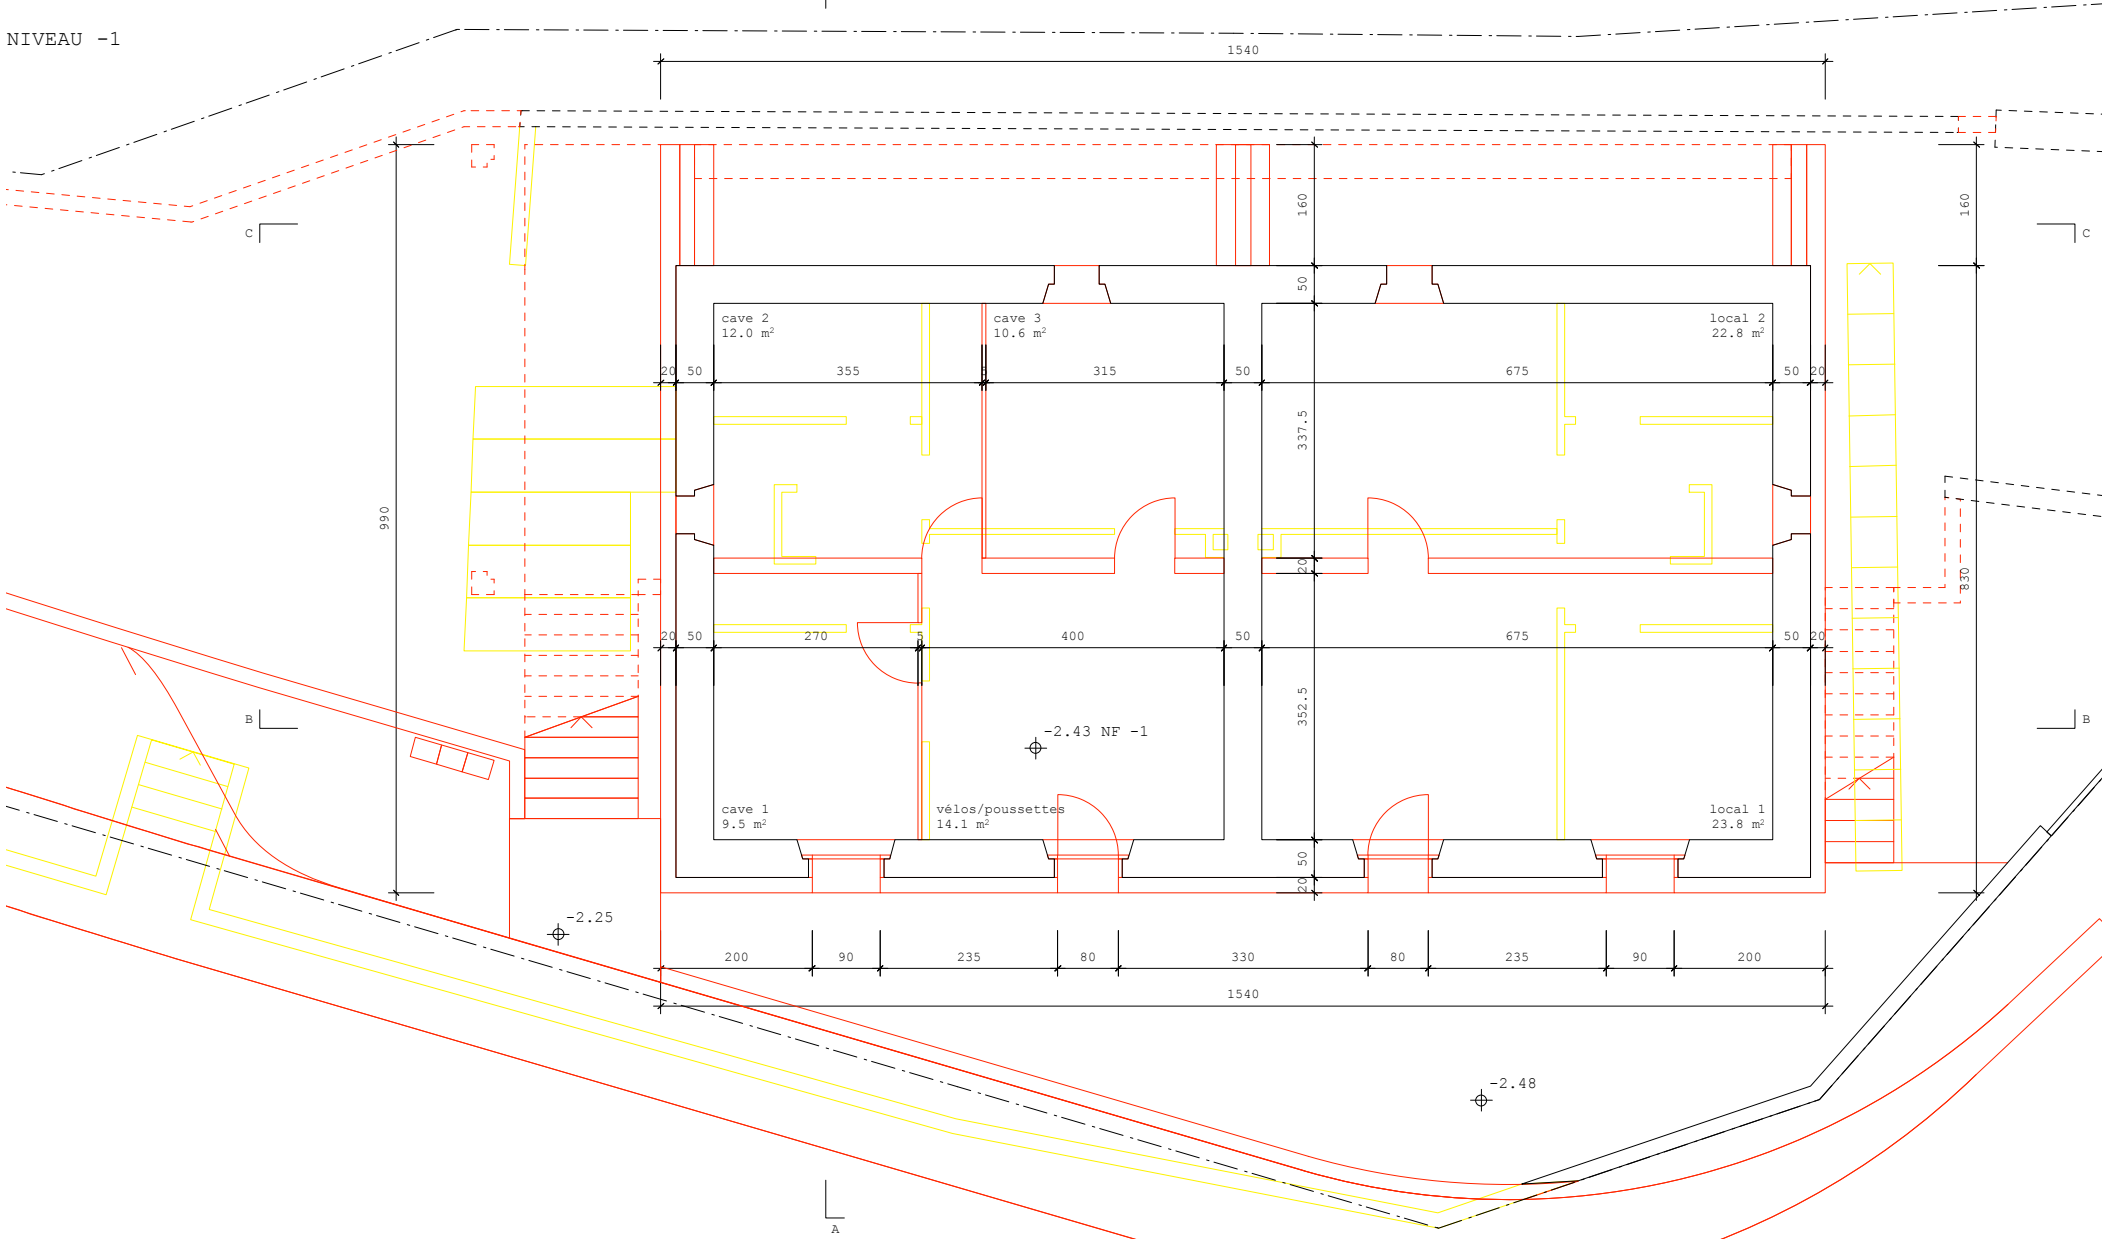 NIVEAU -1
1540
160
160
C
C
50
cave 2
12.0 m²
cave 3
10.6 m²
local 2
22.8 m²
20
50
355
5
315
50
675
50
20
337.5
990
20
830
20
50
270
5
400
50
675
50
20
352.5
B
B
-2.43 NF -1
cave 1
9.5 m²
vélos/poussettes
14.1 m²
local 1
23.8 m²
50
20
-2.25
200
90
235
80
330
80
235
90
200
1540
-2.48
A